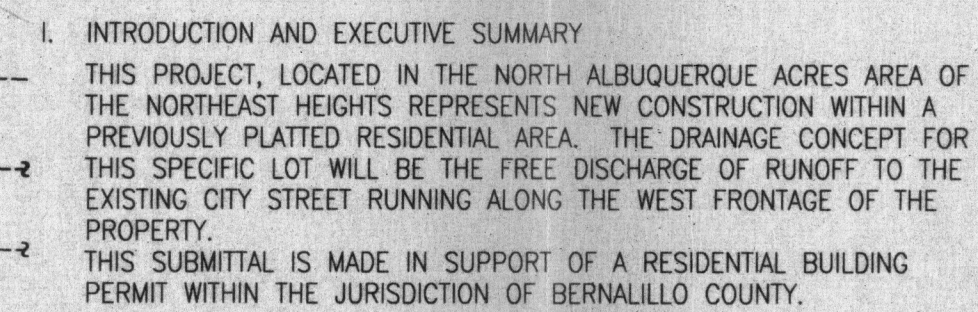 I. INTRODUCTION AND EXECUTIVE SUMMARY
THIS PROJECT, LOCATED IN THE NORTH ALBUQUERQUE ACRES AREA OF
THE NORTHEAST HEIGHTS REPRESENTS NEW CONSTRUCTION WITHIN A
PREVIOUSLY PLATTED RESIDENTIAL AREA. THE DRAINAGE CONCEPT FOR
THIS SPECIFIC LOT WILL BE THE FREE DISCHARGE OF RUNOFF TO THE
EXISTING CITY STREET RUNNING ALONG THE WEST FRONTAGE OF THE
PROPERTY.
THIS SUBMITTAL IS MADE IN SUPPORT OF A RESIDENTIAL BUILDING
PERMIT WITHIN THE JURISDICTION OF BERNALILLO COUNTY.